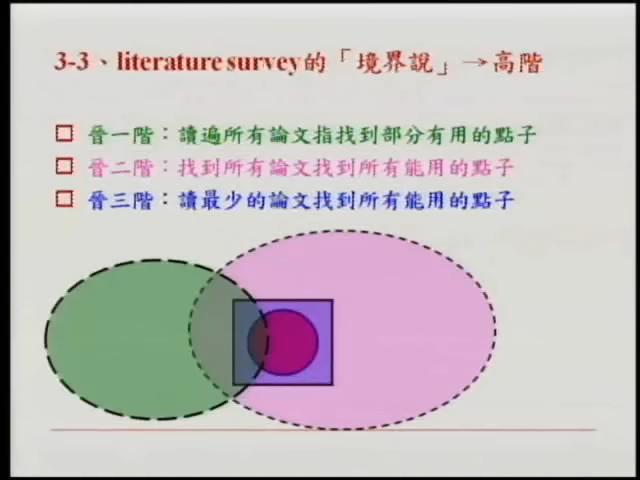 3-3、literature survey的「境界說」→高階
晉一階：讀遍所有論文指找到部分有用的點子
晉二階：找到所有論文找到所有能用的點子
晉三階：讀最少的論文找到所有能用的點子